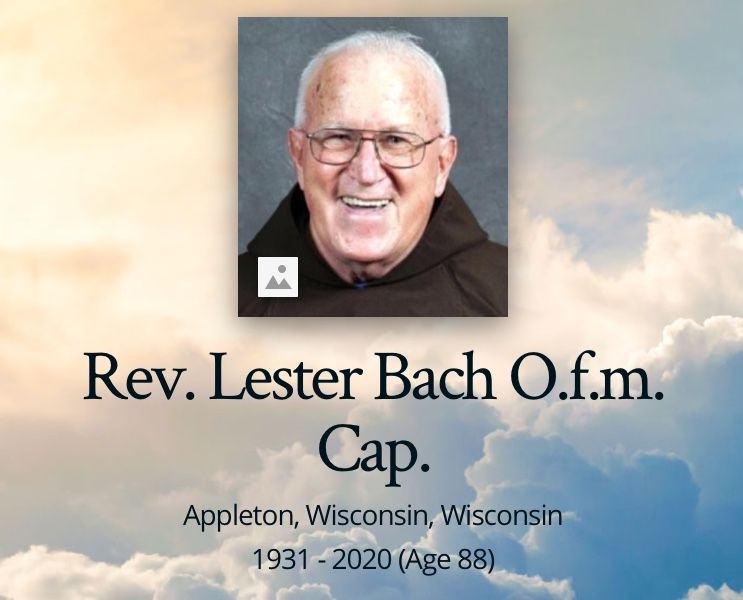 Rev. Lester Bach O.f.m.
Cap.
Appleton, Wisconsin, Wisconsin
1931 - 2020 (Age 88)